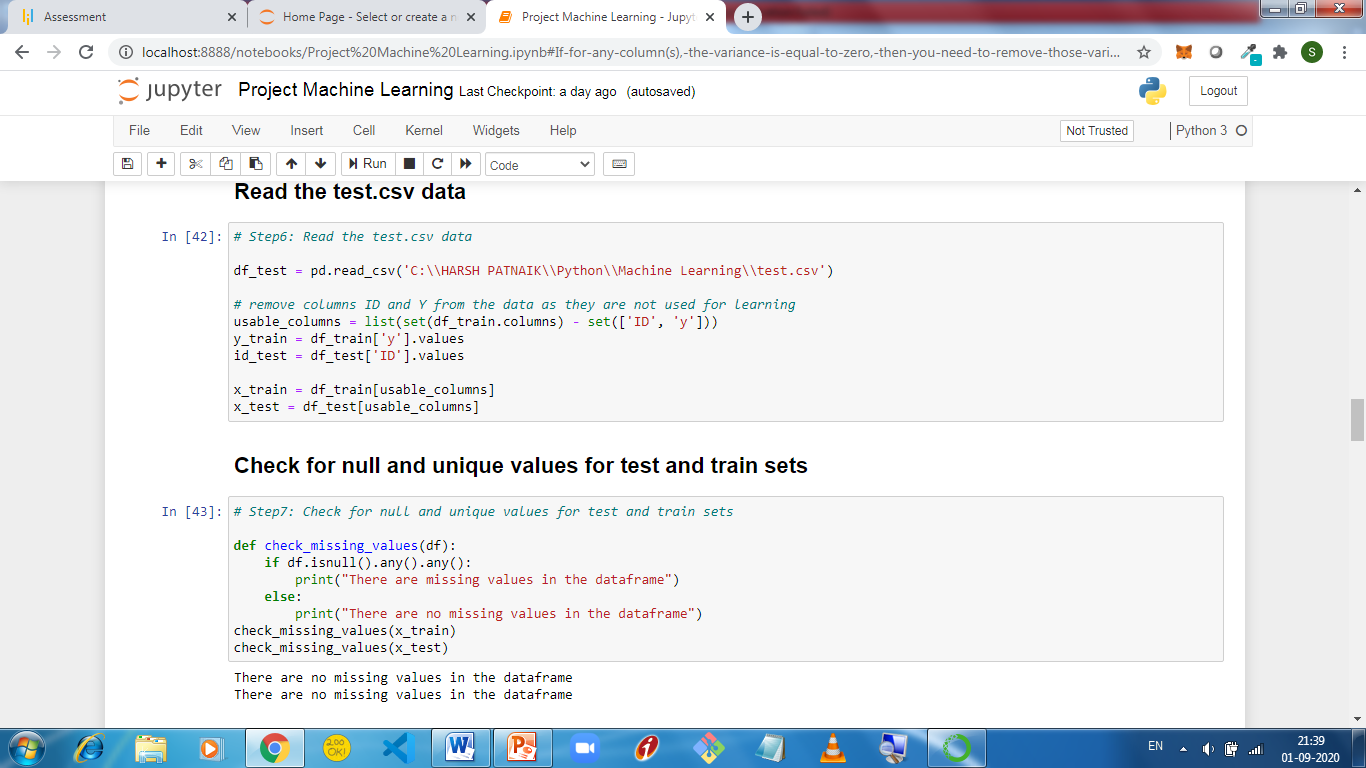 Assessment
Home Page - Select or create a n
Project Machine Learning - Jupyt
localhost:8888/notebooks/Project%20Machine%20Learning.ipynb#If-for-any-column(s),-the-variance-is-equal-to-zero,-then-you-need-to-remove-those-vari...
S
jupyter Project Machine Learning Last Checkpoint: a day ago (autosaved)
Logout
File Edit View Insert Cell Kernel Widgets Help
Not Trusted
Python 3
Run
Code
Read the test.csv data
In [42]: # Step6: Read the test.csv data
df_test = pd.read_csv('C:\\HARSH PATNAIK\\Python\\Machine Learning\\test.csv')
# remove columns ID and Y from the data as they are not used for learning
usable_columns = list(set(df_train.columns) - set(['ID', 'y']))
y_train = df_train['y'].values
id_test = df_test['ID'].values
x_train = df_train[usable_columns]
x_test = df_test[usable_columns]
Check for null and unique values for test and train sets
In [43]: # Step7: Check for null and unique values for test and train sets
def check_missing_values(df):
    if df.isnull().any().any():
        print("There are missing values in the dataframe")
    else:
        print("There are no missing values in the dataframe")
check_missing_values(x_train)
check_missing_values(x_test)
There are no missing values in the dataframe
There are no missing values in the dataframe
200 OK!
EN
21:39
01-09-2020